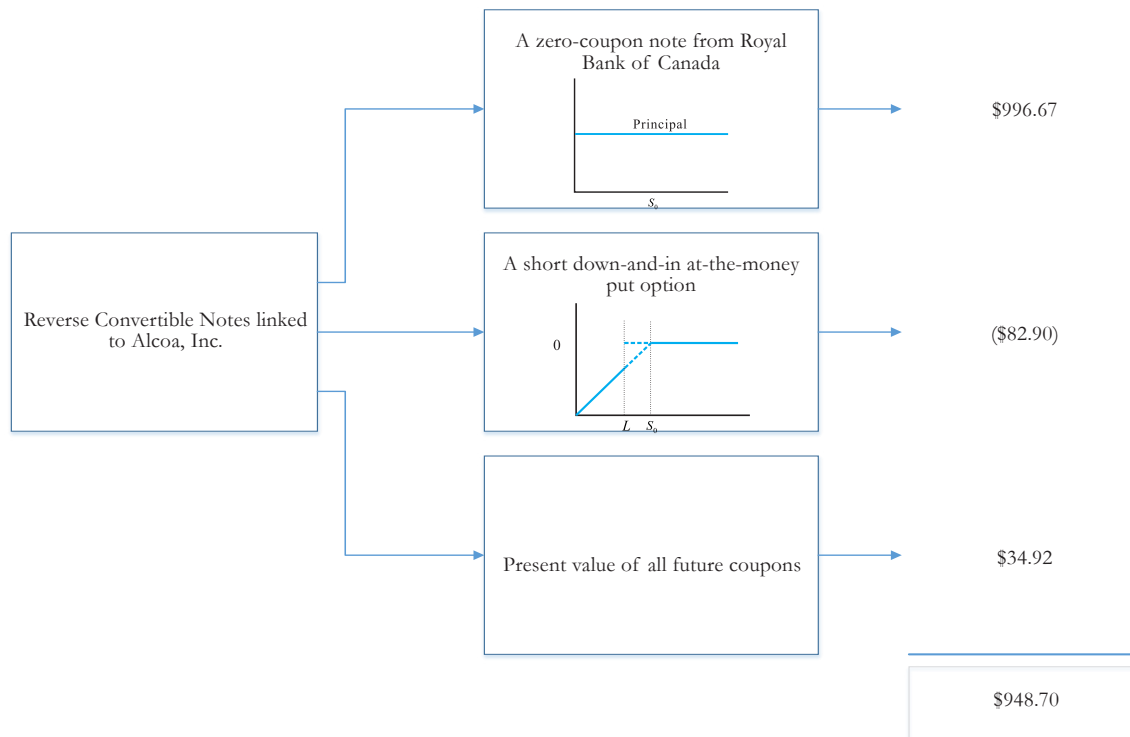 Reverse Convertible Notes linked
to Alcoa, Inc.
A zero-coupon note from Royal
Bank of Canada
Principal
S₀
$996.67
A short down-and-in at-the-money
put option
0
L S₀
($82.90)
Present value of all future coupons
$34.92
$948.70